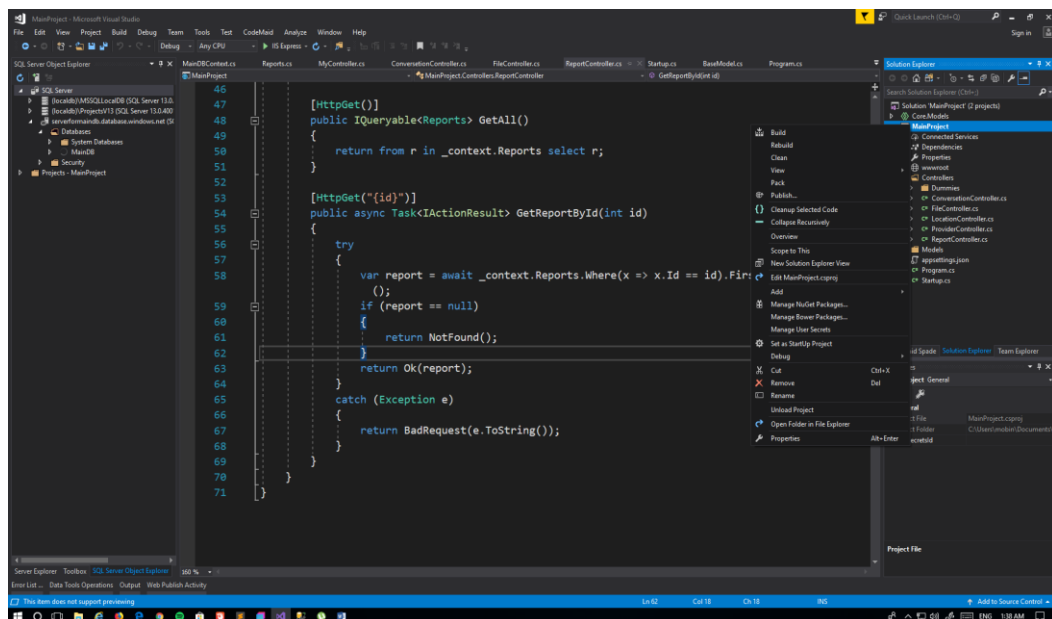 MainProject - Microsoft Visual Studio
Quick Launch (Ctrl+Q)
File Edit View Project Build Debug Team Tools Test CodeMaid Analyze Window Help
Sign in
Debug Any CPU IIS Express
SQL Server Object Explorer
SQL Server
(localdb)\MSSQLLocalDB (SQL Server 13.0.
(localdb)\ProjectsV13 (SQL Server 13.0.400
serverformaindb.database.windows.net (S
Databases
System Databases
MainDB
Security
Projects - MainProject
MainDBContext.cs Reports.cs MyController.cs ConversetionController.cs FileController.cs ReportController.cs Startup.cs BaseModel.cs Program.cs
MainProject MainProject.Controllers.ReportController GetReportById(int id)
46
47 [HttpGet()]
48 public IQueryable<Reports> GetAll()
49 {
50 return from r in _context.Reports select r;
51 }
52
53 [HttpGet("{id}")]
54 public async Task<IActionResult> GetReportById(int id)
55 {
56 try
57 {
58 var report = await _context.Reports.Where(x => x.Id == id).Firs
();
59 if (report == null)
60 {
61 return NotFound();
62 }
63 return Ok(report);
64 }
65 catch (Exception e)
66 {
67 return BadRequest(e.ToString());
68 }
69 }
70 }
71 }
Build
Rebuild
Clean
View
Pack
Publish...
Cleanup Selected Code
Collapse Recursively
Overview
Scope to This
New Solution Explorer View
Edit MainProject.csproj
Add
Manage NuGet Packages...
Manage Bower Packages...
Manage User Secrets
Set as StartUp Project
Debug
Cut Ctrl+X
Remove Del
Rename
Unload Project
Open Folder in File Explorer
Properties Alt+Enter
Solution Explorer
Search Solution Explorer (Ctrl+;)
Solution 'MainProject' (2 projects)
Core.Models
MainProject
Connected Services
Dependencies
Properties
wwwroot
Controllers
Dummies
ConversetionController.cs
FileController.cs
LocationController.cs
ProviderController.cs
ReportController.cs
Models
appsettings.json
Program.cs
Startup.cs
id Spade Solution Explorer Team Explorer
ject General
MainProject.csproj
t Folder C:\Users\mobin\Documents\
ecretsId
Project File
Server Explorer Toolbox SQL Server Object Explorer
160 %
Error List ... Data Tools Operations Output Web Publish Activity
This item does not support previewing
Ln 62 Col 18 Ch 18 INS
Add to Source Control
ENG 1:38 AM